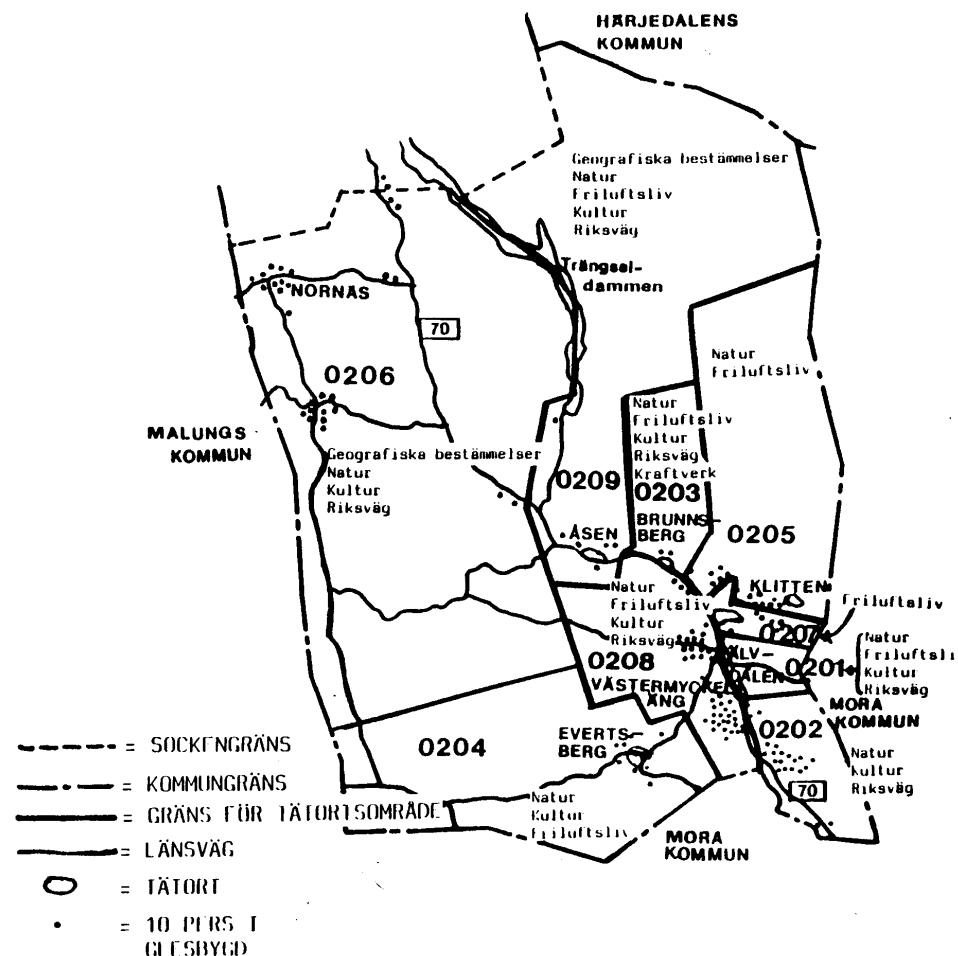 HÄRJEDALENS
KOMMUN
Geografiska bestämmelser
Natur
Friluftsliv
Kultur
Riksväg
Trängsel-
dammen
NORNÄS
70
Natur
Friluftsliv
0206
Natur
Friluftsliv
Kultur
Riksväg
Kraftverk
MALUNGS
KOMMUN
Geografiska bestämmelser
Natur
Kultur
Riksväg
0209
0203
BRUNNS-
BERG
ÅSEN
0205
KLITTEN
Natur
Friluftsliv
Kultur
Riksväg
Friluftsliv
0207
0208
ÄLV-
DALEN
0201
Natur
Friluftsli
Kultur
Riksväg
VÄSTERMYCKEL
ÄNG
MORA
KOMMUN
0204
EVERTS-
BERG
0202
Natur
Kultur
Riksväg
70
Natur
Kultur
Friluftsliv
MORA
KOMMUN
= SOCKENGRÄNS
= KOMMUNGRÄNS
= GRÄNS FÖR TÄTORTSOMRÅDE
= LÄNSVÄG
= TÄTORT
= 10 PERS I
GLESBYGD